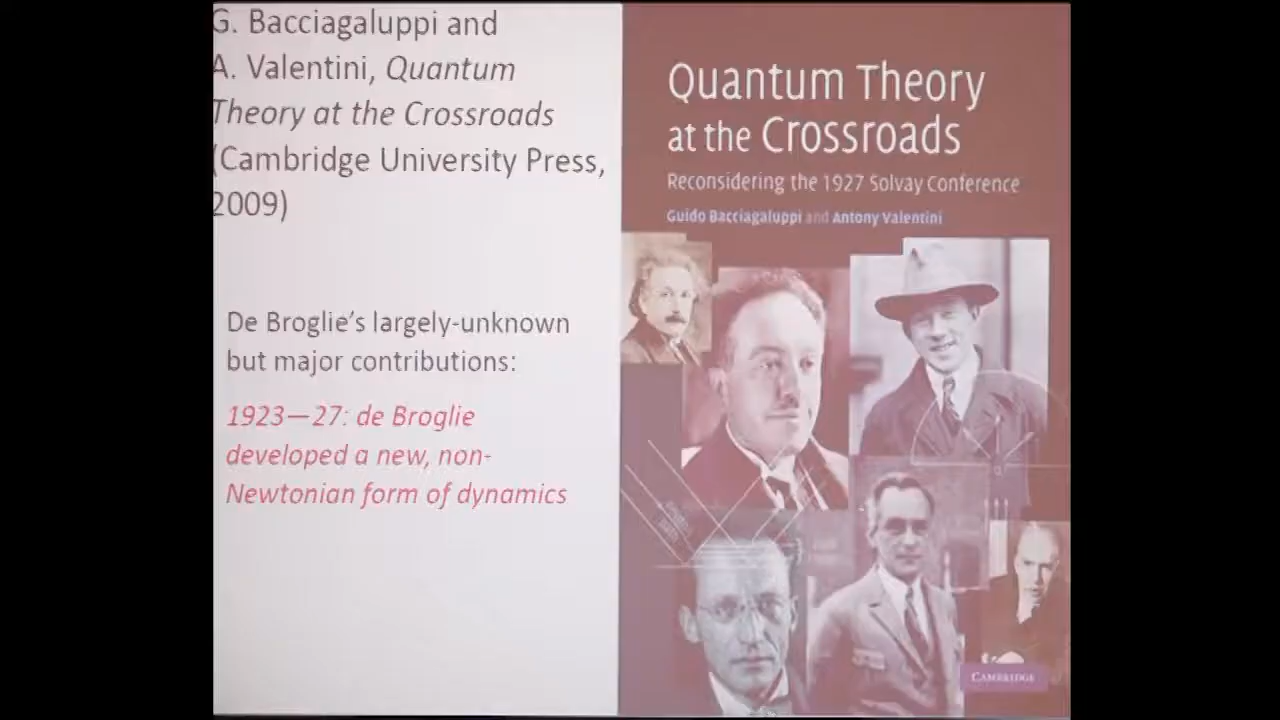 G. Bacciagaluppi and
A. Valentini, Quantum
Theory at the Crossroads
(Cambridge University Press,
2009)
De Broglie's largely-unknown
but major contributions:
1923—27: de Broglie
developed a new, non-
Newtonian form of dynamics
Quantum Theory
at the Crossroads
Reconsidering the 1927 Solvay Conference
Guido Bacciagaluppi and Antony Valentini
CAMBRIDGE